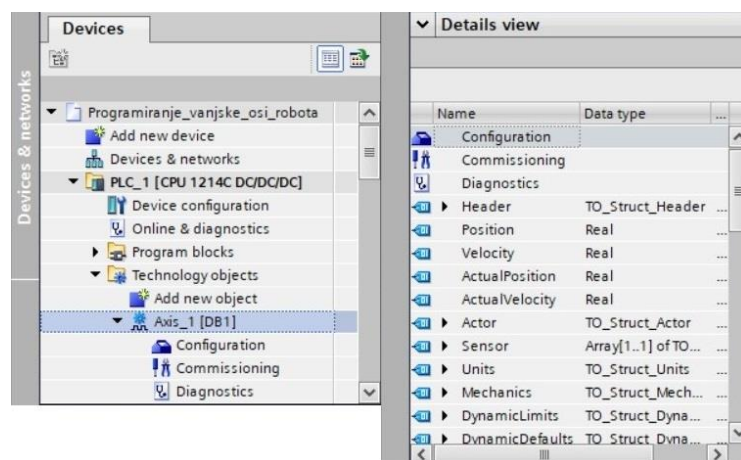 Devices & networks
Devices
Programiranje_vanjske_osi_robota
Add new device
Devices & networks
PLC_1 [CPU 1214C DC/DC/DC]
Device configuration
Online & diagnostics
Program blocks
Technology objects
Add new object
Axis_1 [DB1]
Configuration
Commissioning
Diagnostics
Details view
Name Data type ...
Configuration
Commissioning
Diagnostics
Header TO_Struct_Header ...
Position Real ...
Velocity Real ...
ActualPosition Real ...
ActualVelocity Real ...
Actor TO_Struct_Actor ...
Sensor Array[1..1] of TO... ...
Units TO_Struct_Units ...
Mechanics TO_Struct_Mech... ...
DynamicLimits TO_Struct_Dyna... ...
DynamicDefaults TO_Struct_Dyna... ...